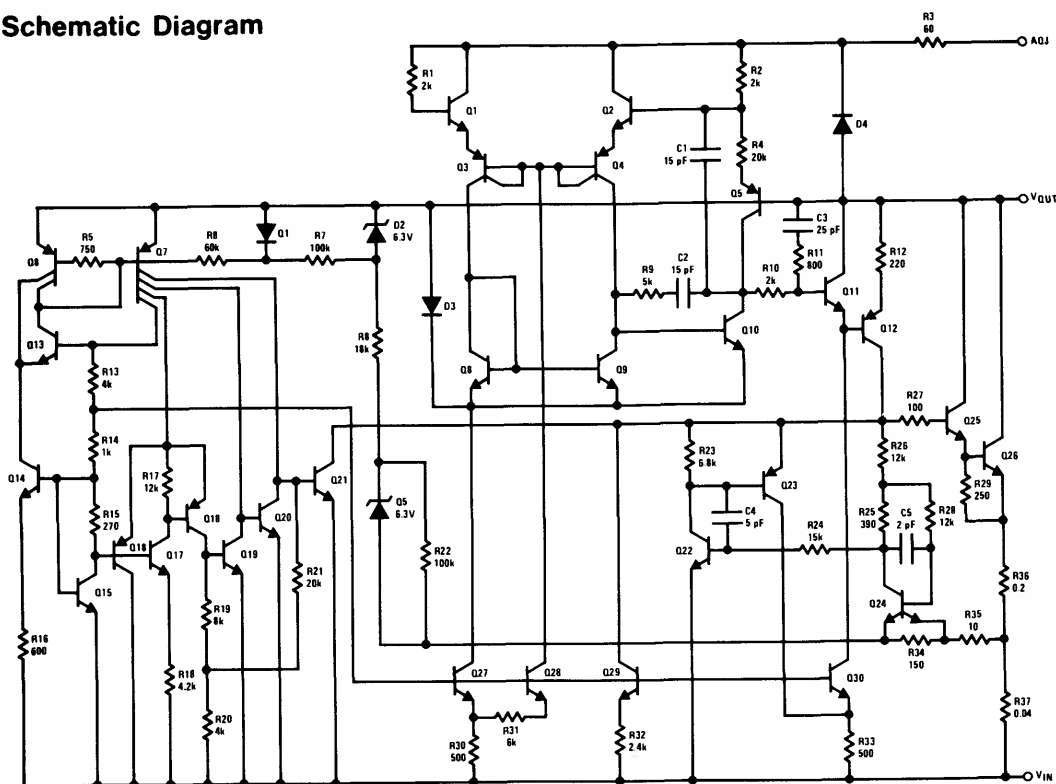 Schematic Diagram
R3
60
ADJ
R1
2k
Q1
Q2
R2
2k
D4
Q3
Q4
C1
15 pF
R4
20k
Q5
VOUT
C3
25 pF
R5
750
Q7
R6
60k
Q1
R7
100k
D2
6.3V
R12
220
Q6
R11
800
R9
5k
C2
15 pF
R10
2k
Q11
D3
Q12
Q10
R8
18k
Q13
Q8
Q9
R13
4k
R27
100
Q25
R14
1k
R23
6.8k
R26
12k
Q26
Q14
R17
12k
Q21
Q5
6.3V
Q23
R29
250
R15
270
Q18
Q20
C4
5 pF
R25
390
C5
2 pF
R28
12k
R24
15k
Q16
Q17
Q19
R22
100k
Q22
R21
20k
Q15
R36
0.2
R19
8k
Q24
R35
10
R16
600
R34
150
R18
4.2k
Q27
Q28
Q29
Q30
R37
0.04
R20
4k
R31
6k
R30
500
R32
2.4k
R33
500
VIN